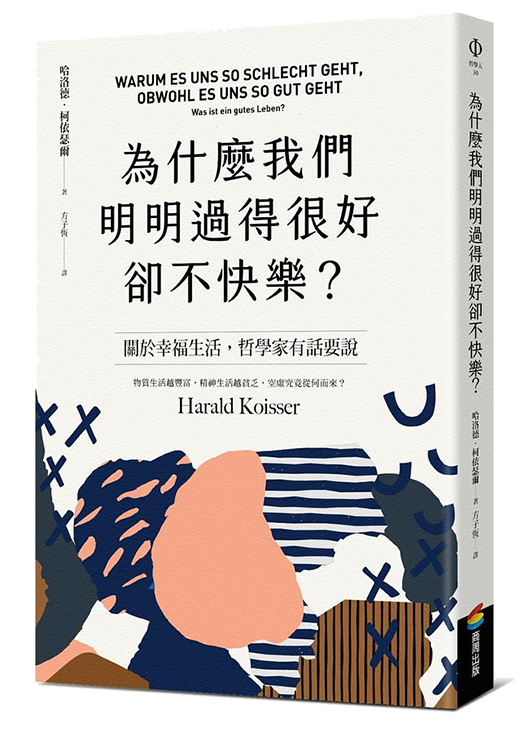 WARUM ES UNS SO SCHLECHT GEHT,
OBWOHL ES UNS SO GUT GEHT
Was ist ein gutes Leben?
哈洛德·柯依瑟爾
著
方子恆
譯
為什麼我們
明明過得很好
卻不快樂？
關於幸福生活，哲學家有話要說
物質生活越豐富，精神生活越貧乏，空虛究竟從何而來？
Harald Koisser
Φ
哲學人
30
為什麼我們明明過得很好卻不快樂？
哈洛德·柯依瑟爾
著
方子恆
譯
商周出版